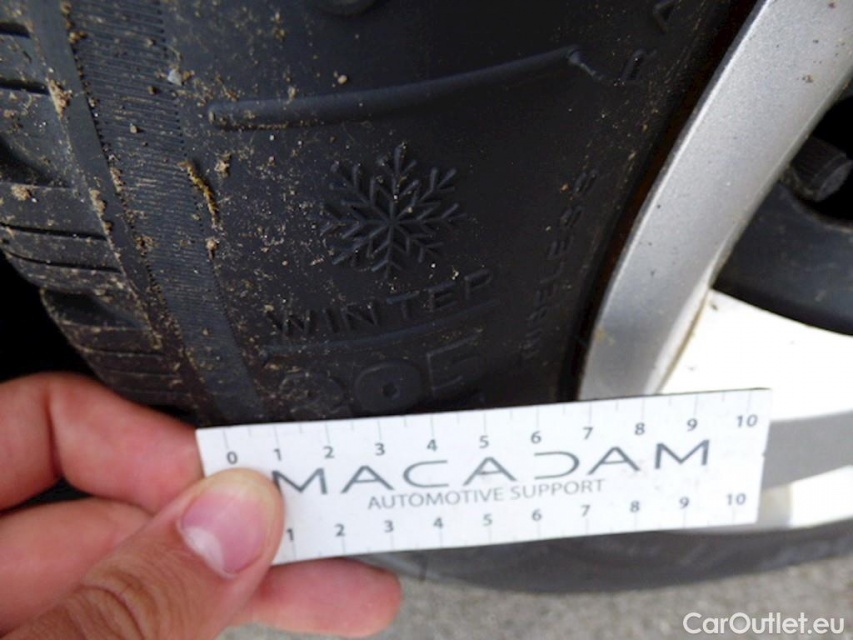 WINTER
TUBELESS
0 1 2 3 4 5 6 7 8 9 10
MACADAM
AUTOMOTIVE SUPPORT
1 2 3 4 5 6 7 8 9 10
CarOutlet.eu